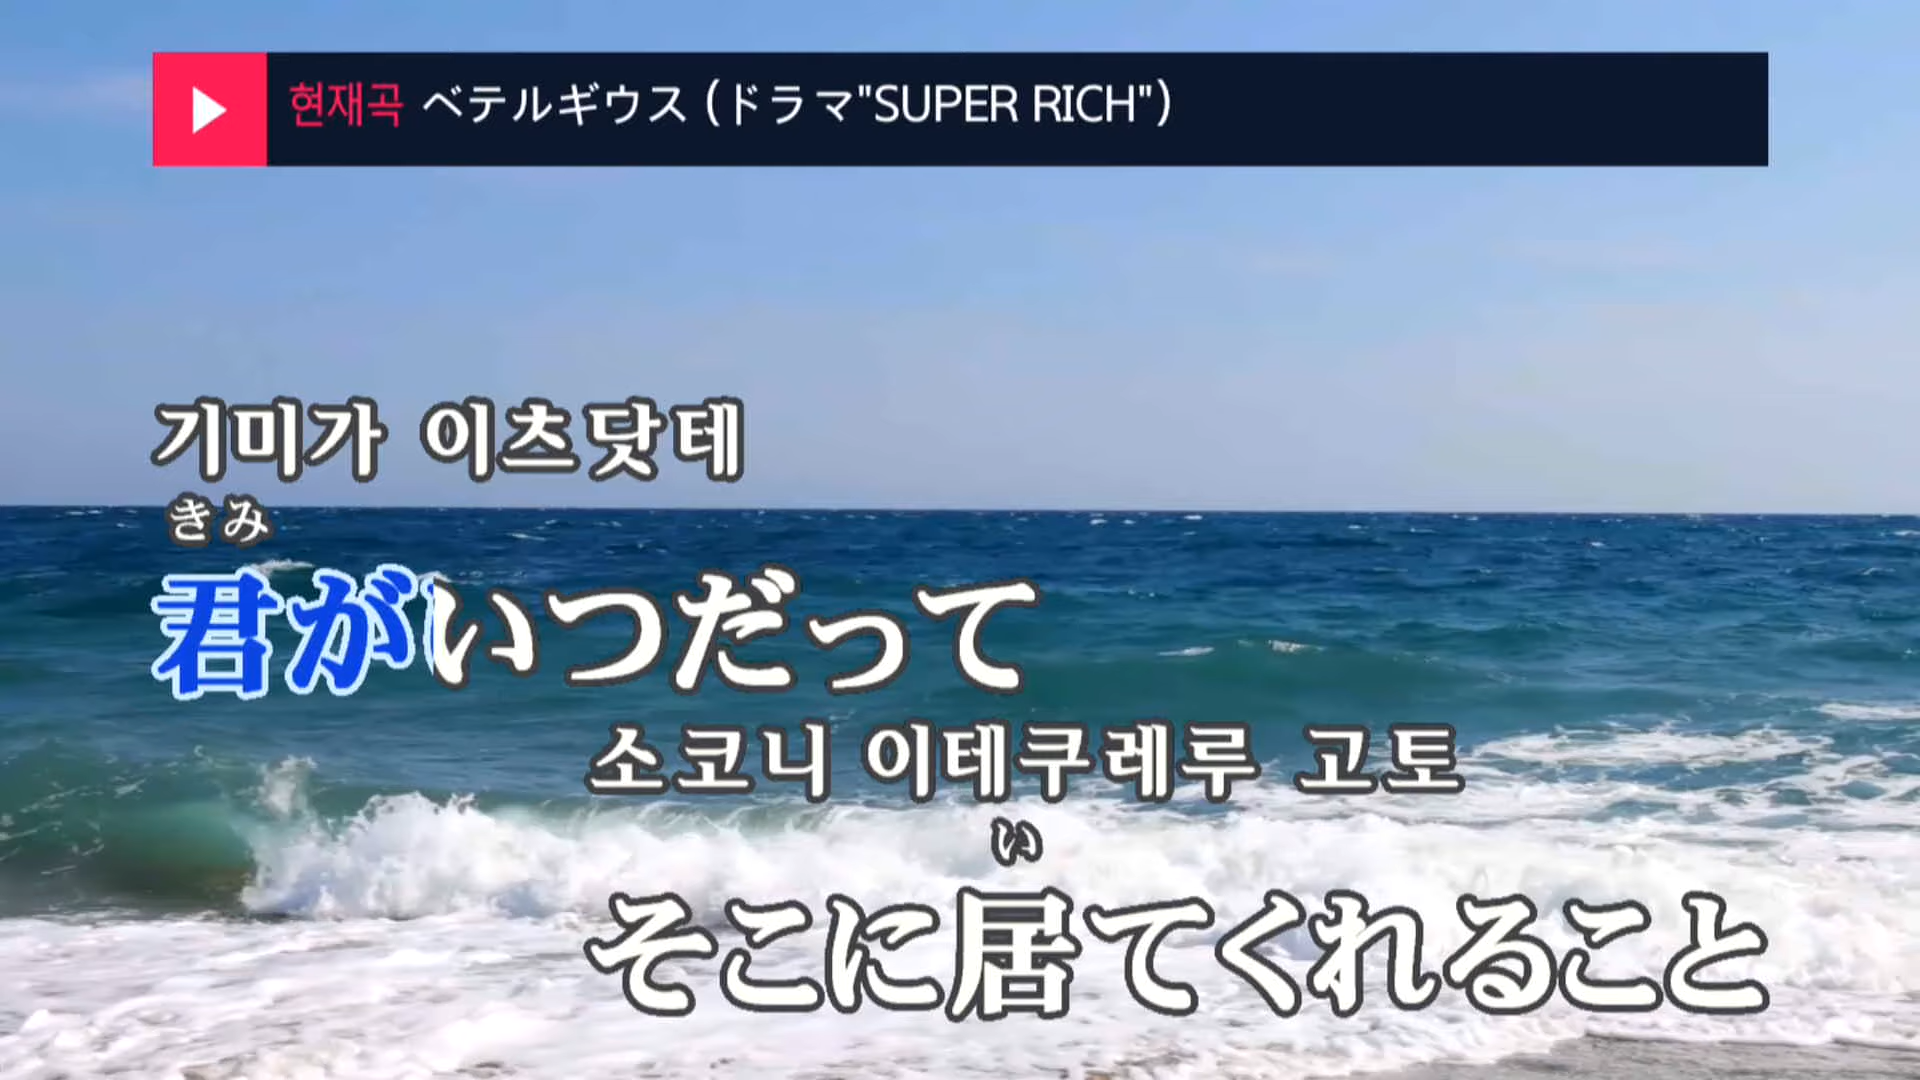 현재곡 ベテルギウス (ドラマ"SUPER RICH")
기미가 이츠닷테
きみ
君がいつだって
소코니 이테쿠레루 고토
い
そこに居てくれること